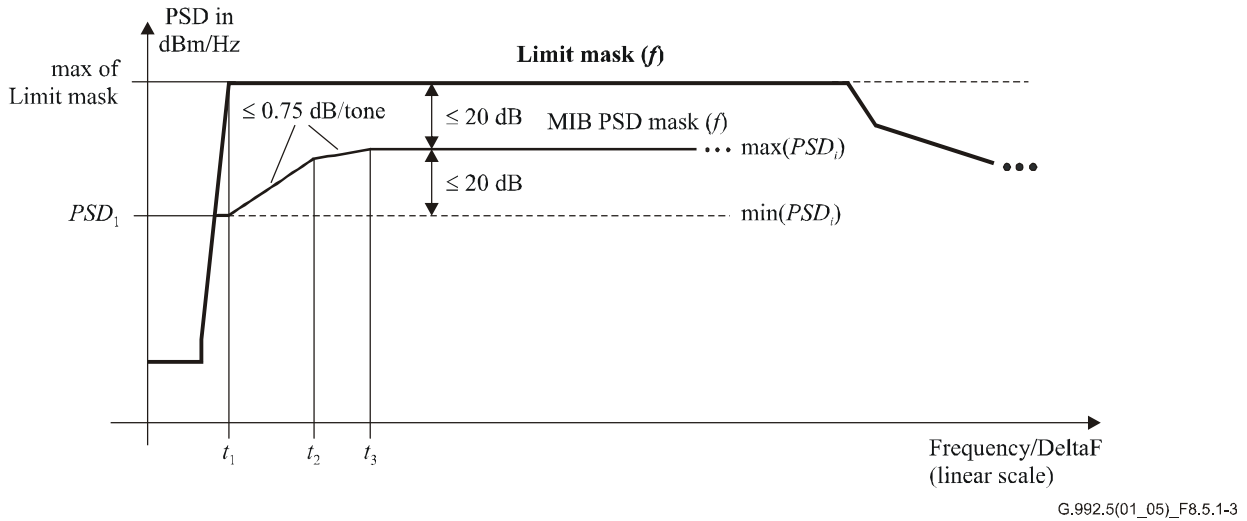 PSD in
dBm/Hz
Limit mask (f)
max of
Limit mask
≤ 0.75 dB/tone
≤ 20 dB
MIB PSD mask (f)
max(PSDᵢ)
≤ 20 dB
PSD₁
min(PSDᵢ)
t₁
t₂
t₃
Frequency/DeltaF
(linear scale)
G.992.5(01_05)_F8.5.1-3